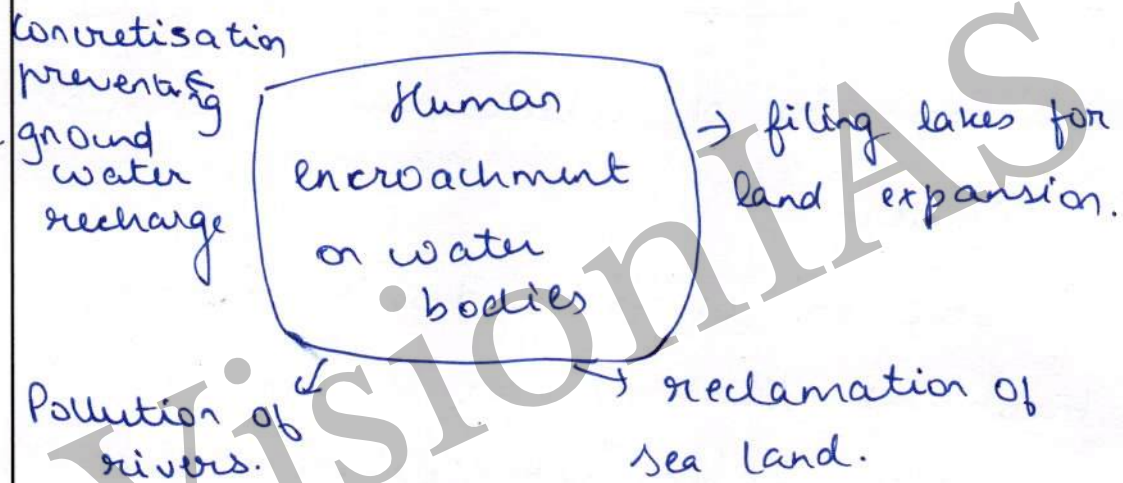 Concretisation
preventing
ground
water
recharge
Human
encroachment
on water
bodies
→ filing lakes for
land expansion.
Pollution of
rivers.
→ reclamation of
sea land.
VisionIAS